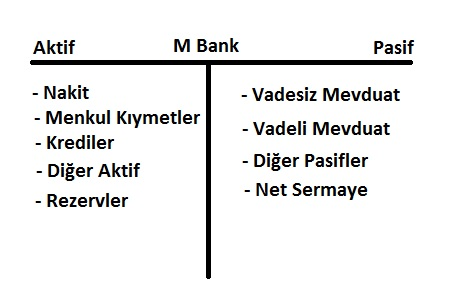 Aktif
M Bank
Pasif
- Nakit
- Menkul Kıymetler
- Krediler
- Diğer Aktif
- Rezervler
- Vadesiz Mevduat
- Vadeli Mevduat
- Diğer Pasifler
- Net Sermaye